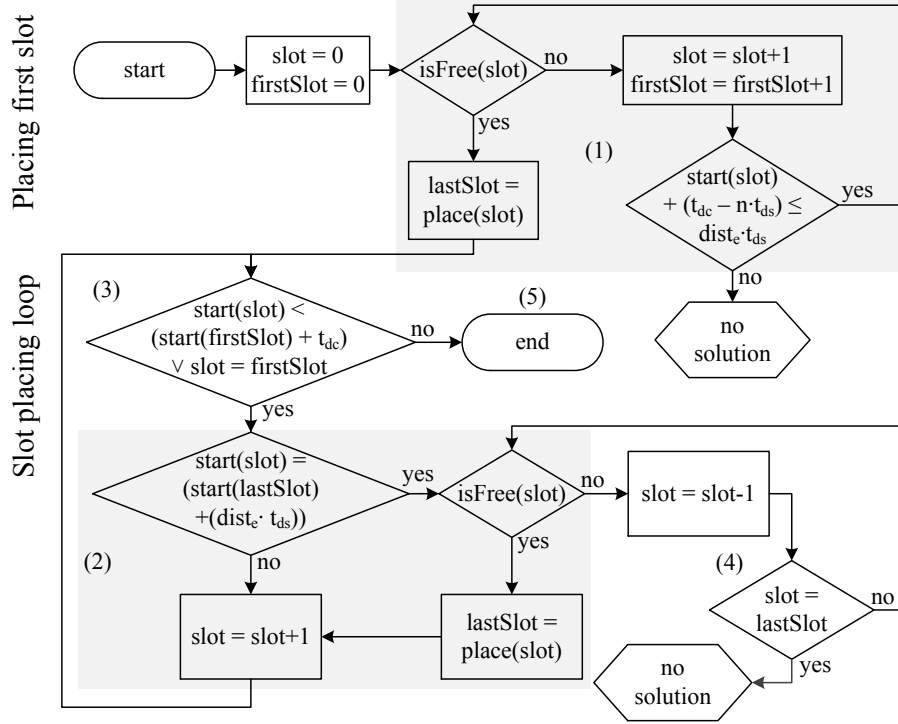 Placing first slot
start
slot = 0
firstSlot = 0
isFree(slot)
no
slot = slot+1
firstSlot = firstSlot+1
yes
(1)
lastSlot =
place(slot)
start(slot)
+ (t_dc – n·t_ds) ≤
dist_e·t_ds
yes
no
no
solution
Slot placing loop
(3)
start(slot) <
(start(firstSlot) + t_dc)
∨ slot = firstSlot
no
(5)
end
yes
start(slot) =
(start(lastSlot)
+(dist_e· t_ds))
yes
isFree(slot)
no
slot = slot-1
(2)
no
yes
(4)
slot = slot+1
lastSlot =
place(slot)
slot =
lastSlot
no
yes
no
solution